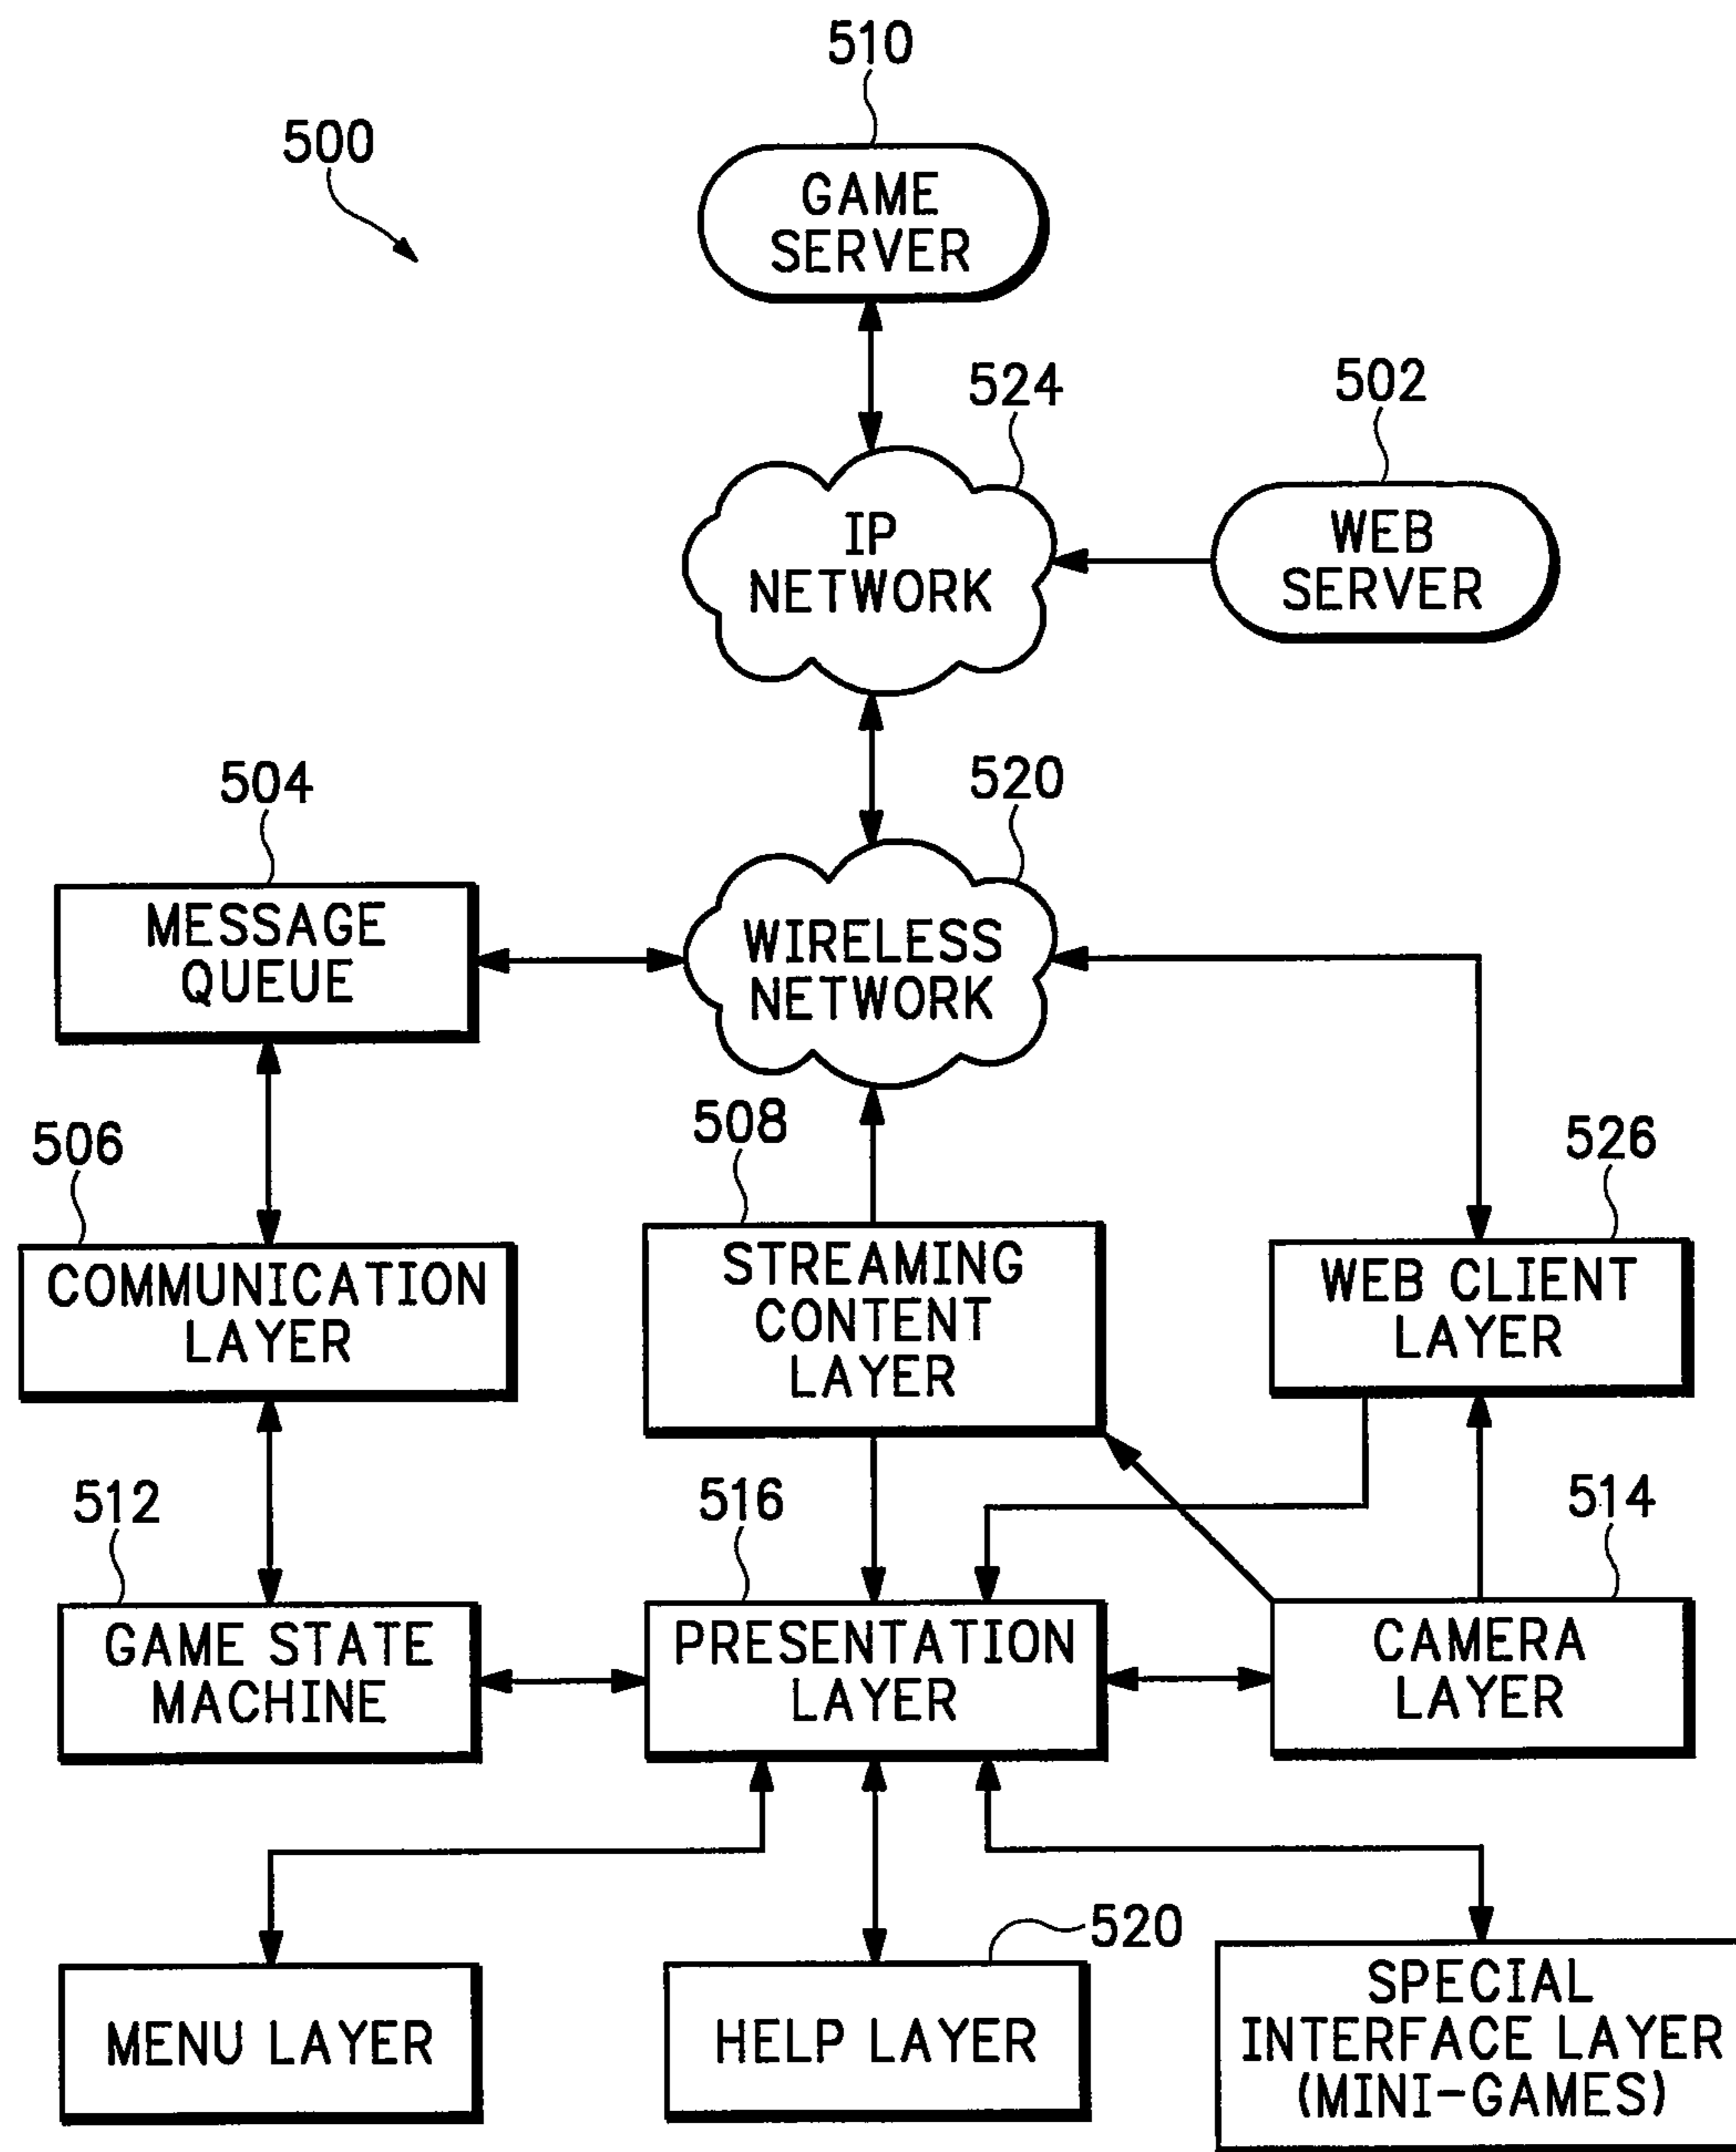 510
500
GAME
SERVER
524
502
IP
NETWORK
WEB
SERVER
504
520
MESSAGE
QUEUE
WIRELESS
NETWORK
506
508
526
COMMUNICATION
LAYER
STREAMING
CONTENT
LAYER
WEB CLIENT
LAYER
512
516
514
GAME STATE
MACHINE
PRESENTATION
LAYER
CAMERA
LAYER
520
MENU LAYER
HELP LAYER
SPECIAL
INTERFACE LAYER
(MINI-GAMES)